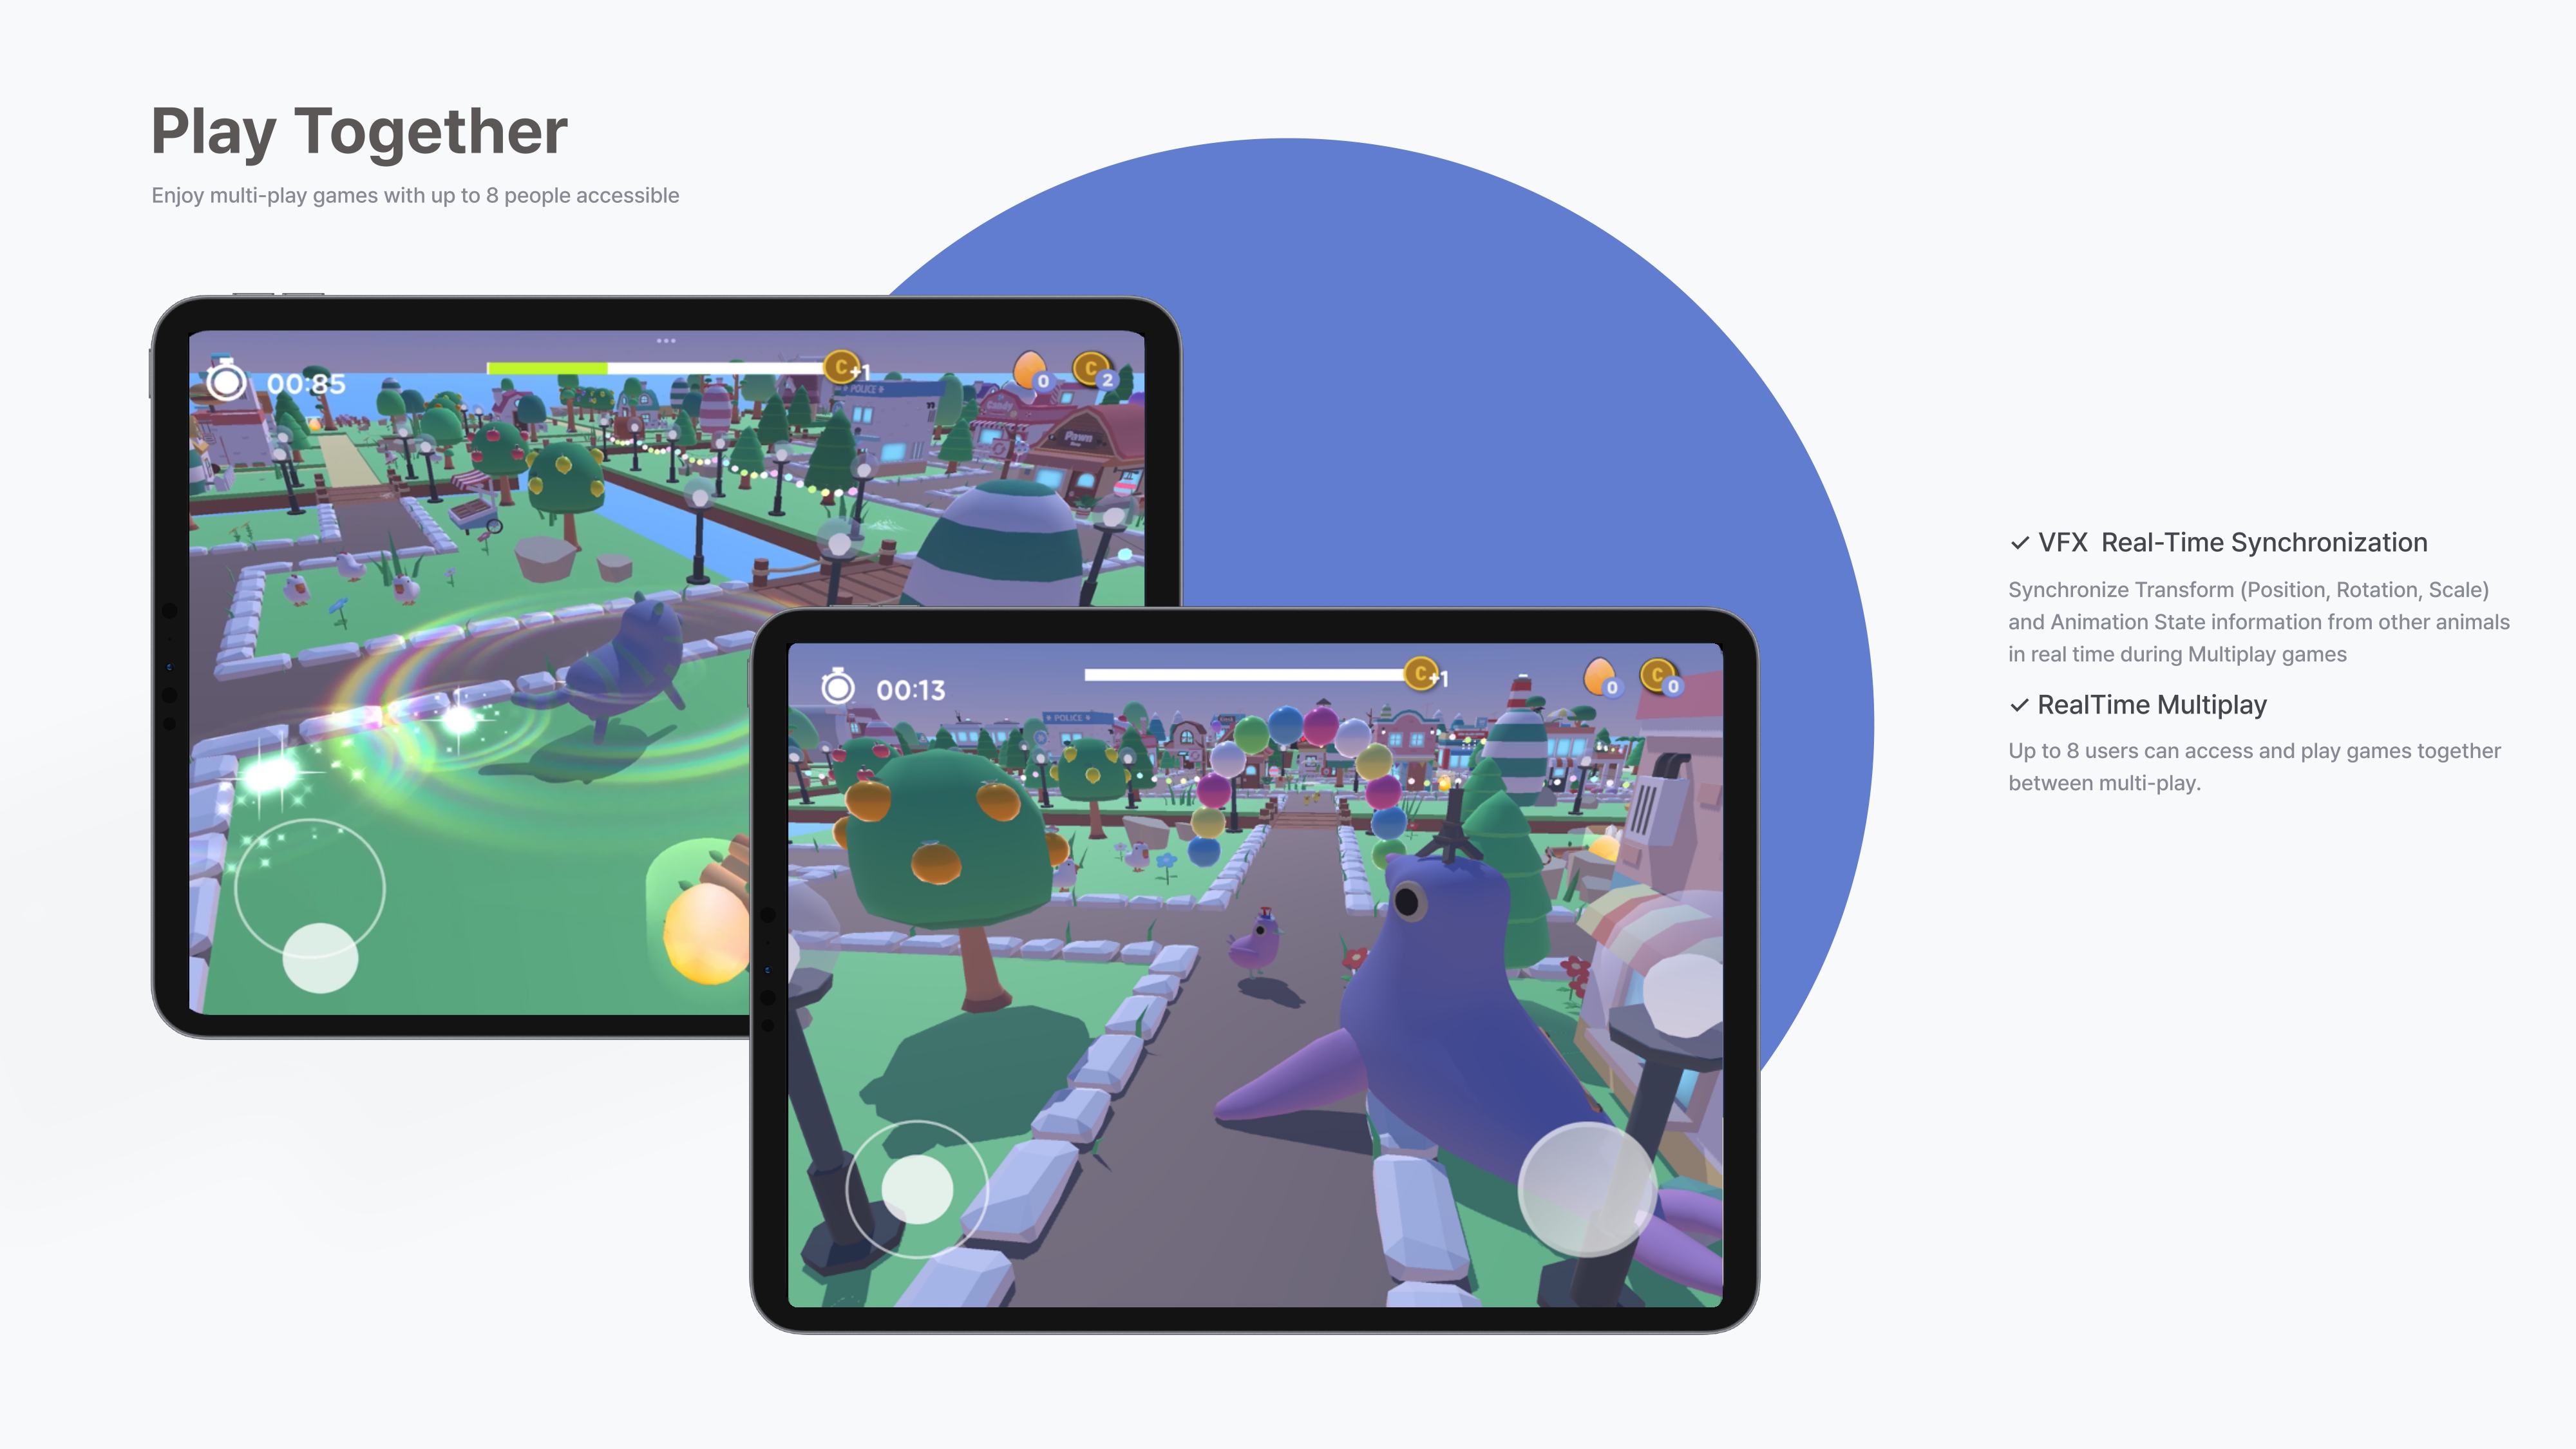 Play Together
Enjoy multi-play games with up to 8 people accessible
00:85
C
+1
0
C
2
POLICE
Candy
Pawn
00:13
C
+1
0
C
0
POLICE
✓ VFX  Real-Time Synchronization
Synchronize Transform (Position, Rotation, Scale)
and Animation State information from other animals
in real time during Multiplay games
✓ RealTime Multiplay
Up to 8 users can access and play games together
between multi-play.